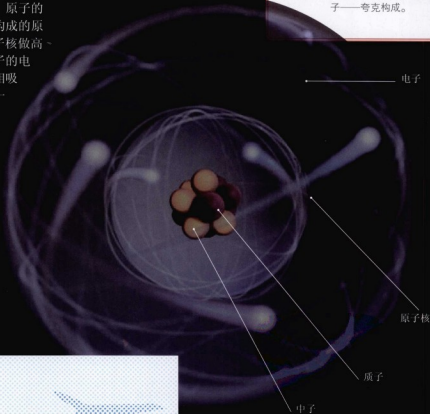 子——夸克构成。
原子的
构成的原
子核做高
子的电
相吸
电子
原子核
质子
中子